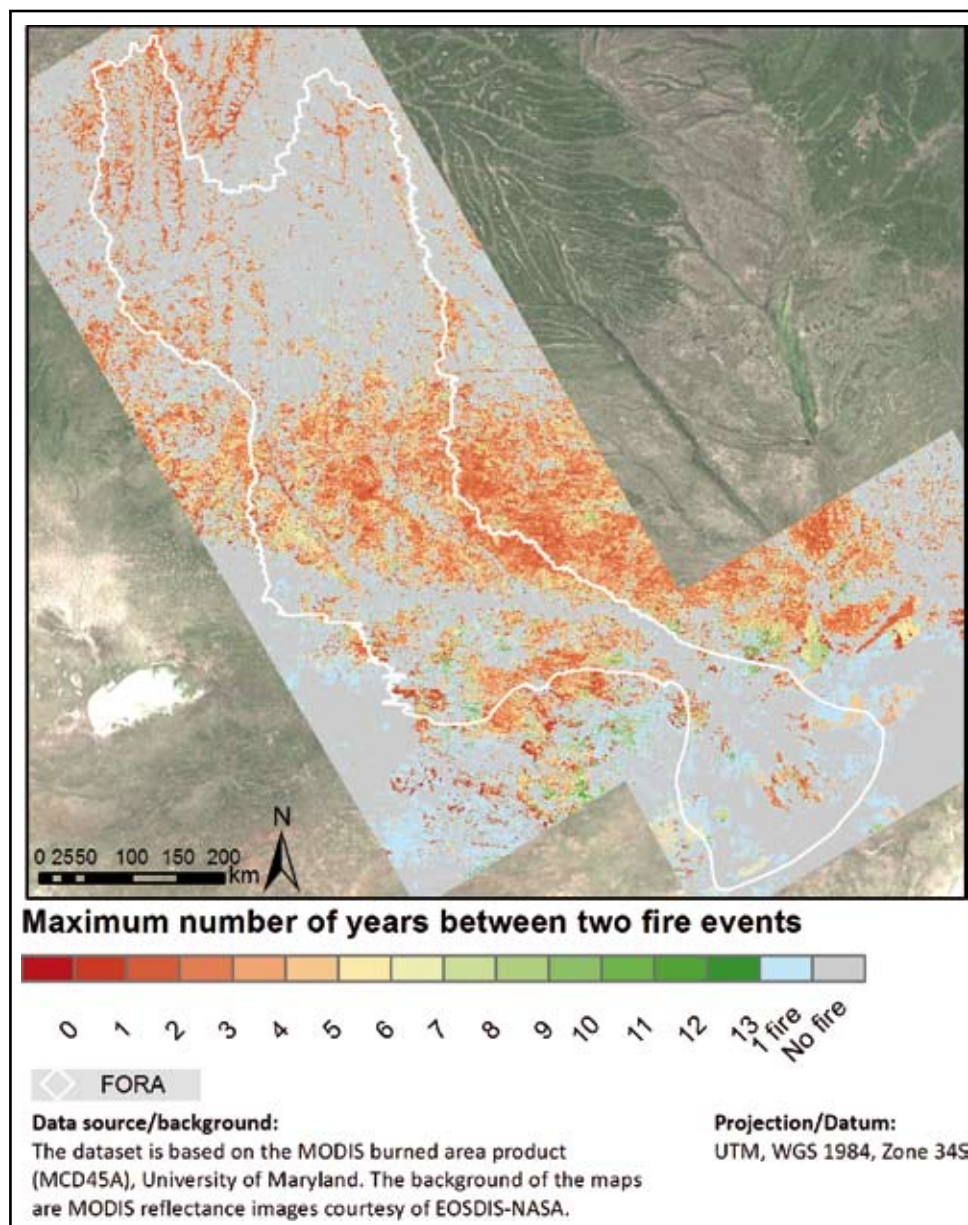 N
0 2550 100 150 200
km
Maximum number of years between two fire events
0 1 2 3 4 5 6 7 8 9 10 11 12 13 1 fire No fire
FORA
Data source/background:
The dataset is based on the MODIS burned area product
(MCD45A), University of Maryland. The background of the maps
are MODIS reflectance images courtesy of EOSDIS-NASA.
Projection/Datum:
UTM, WGS 1984, Zone 34S